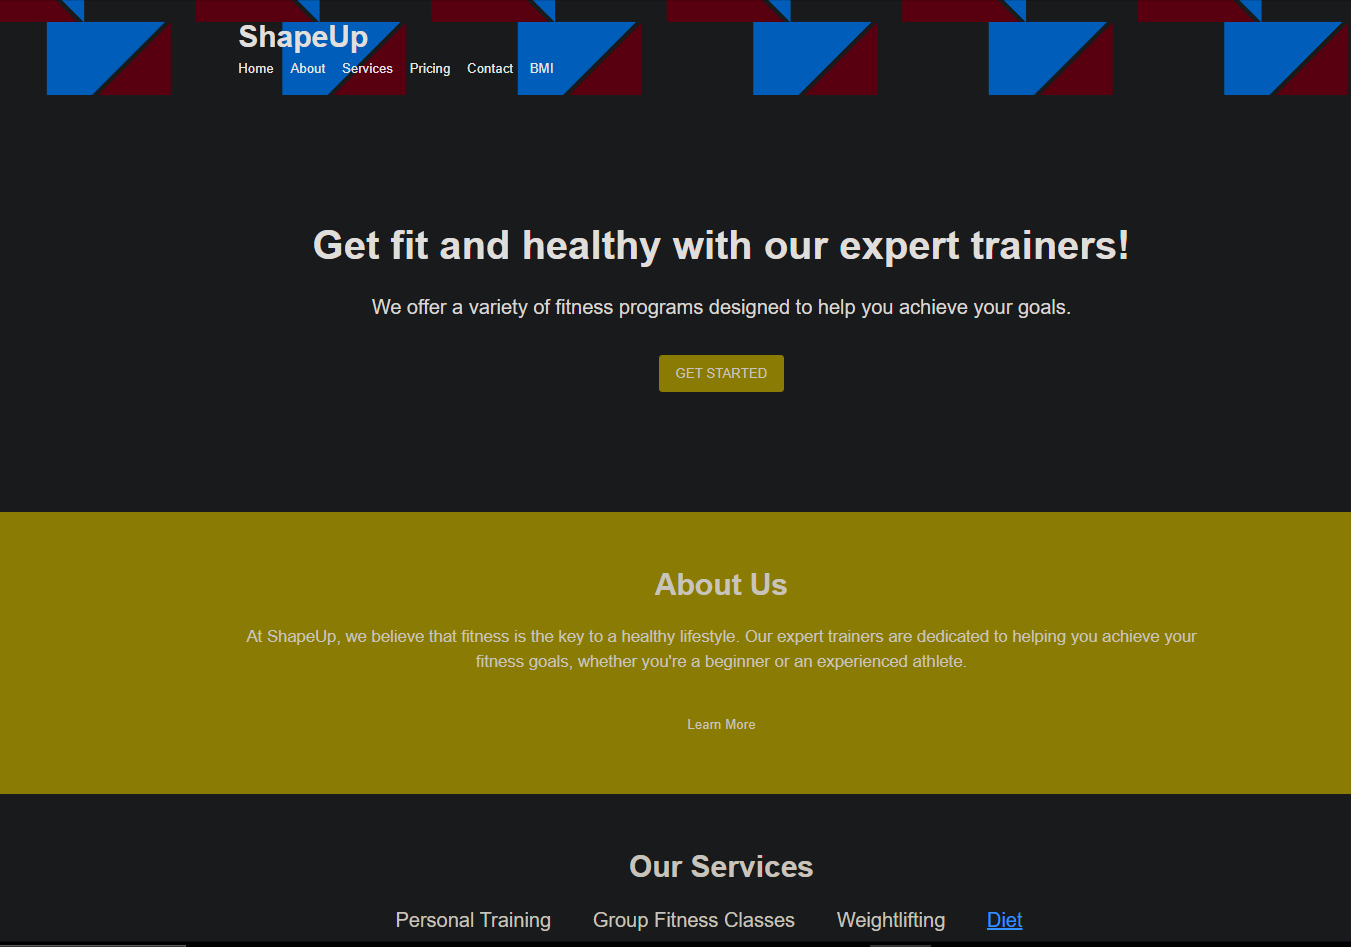 ShapeUp
Home About Services Pricing Contact BMI
Get fit and healthy with our expert trainers!
We offer a variety of fitness programs designed to help you achieve your goals.
GET STARTED
About Us
At ShapeUp, we believe that fitness is the key to a healthy lifestyle. Our expert trainers are dedicated to helping you achieve your
fitness goals, whether you're a beginner or an experienced athlete.
Learn More
Our Services
Personal Training Group Fitness Classes Weightlifting Diet